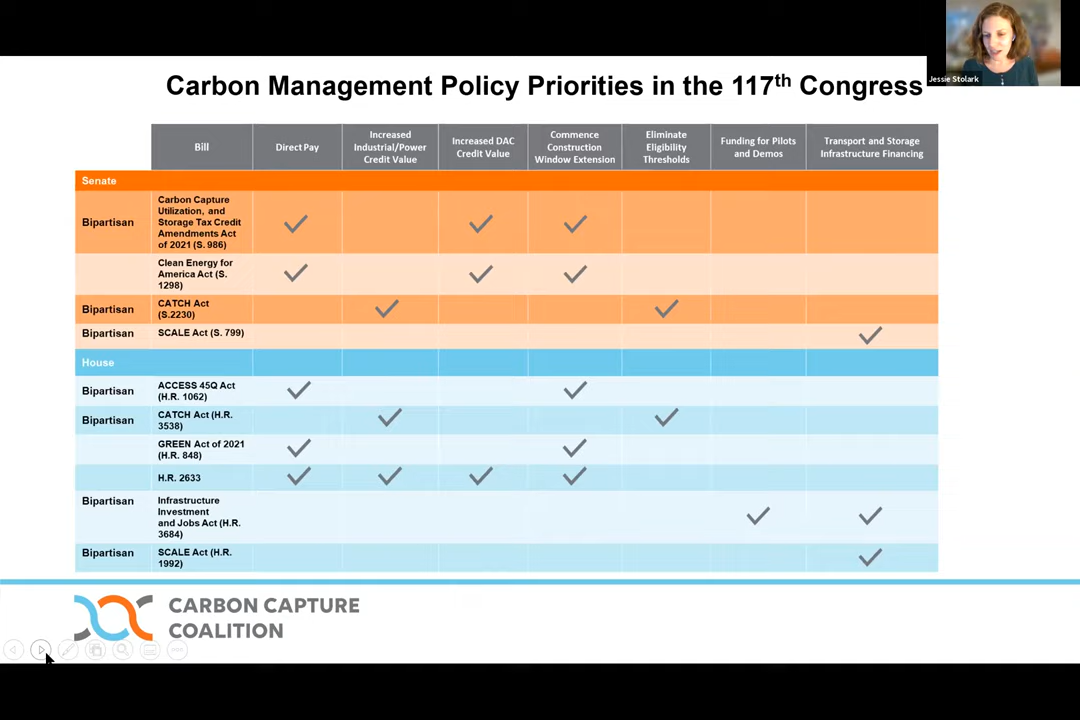 Jessie Stolark
Carbon Management Policy Priorities in the 117th Congress
Bill
Direct Pay
Increased
Industrial/Power
Credit Value
Increased DAC
Credit Value
Commence
Construction
Window Extension
Eliminate
Eligibility
Thresholds
Funding for Pilots
and Demos
Transport and Storage
Infrastructure Financing
Senate
Bipartisan
Carbon Capture
Utilization, and
Storage Tax Credit
Amendments Act
of 2021 (S. 986)
Clean Energy for
America Act (S.
1298)
Bipartisan
CATCH Act
(S.2230)
Bipartisan
SCALE Act (S. 799)
House
Bipartisan
ACCESS 45Q Act
(H.R. 1062)
Bipartisan
CATCH Act (H.R.
3538)
GREEN Act of 2021
(H.R. 848)
H.R. 2633
Bipartisan
Infrastructure
Investment
and Jobs Act (H.R.
3684)
Bipartisan
SCALE Act (H.R.
1992)
CARBON CAPTURE
COALITION